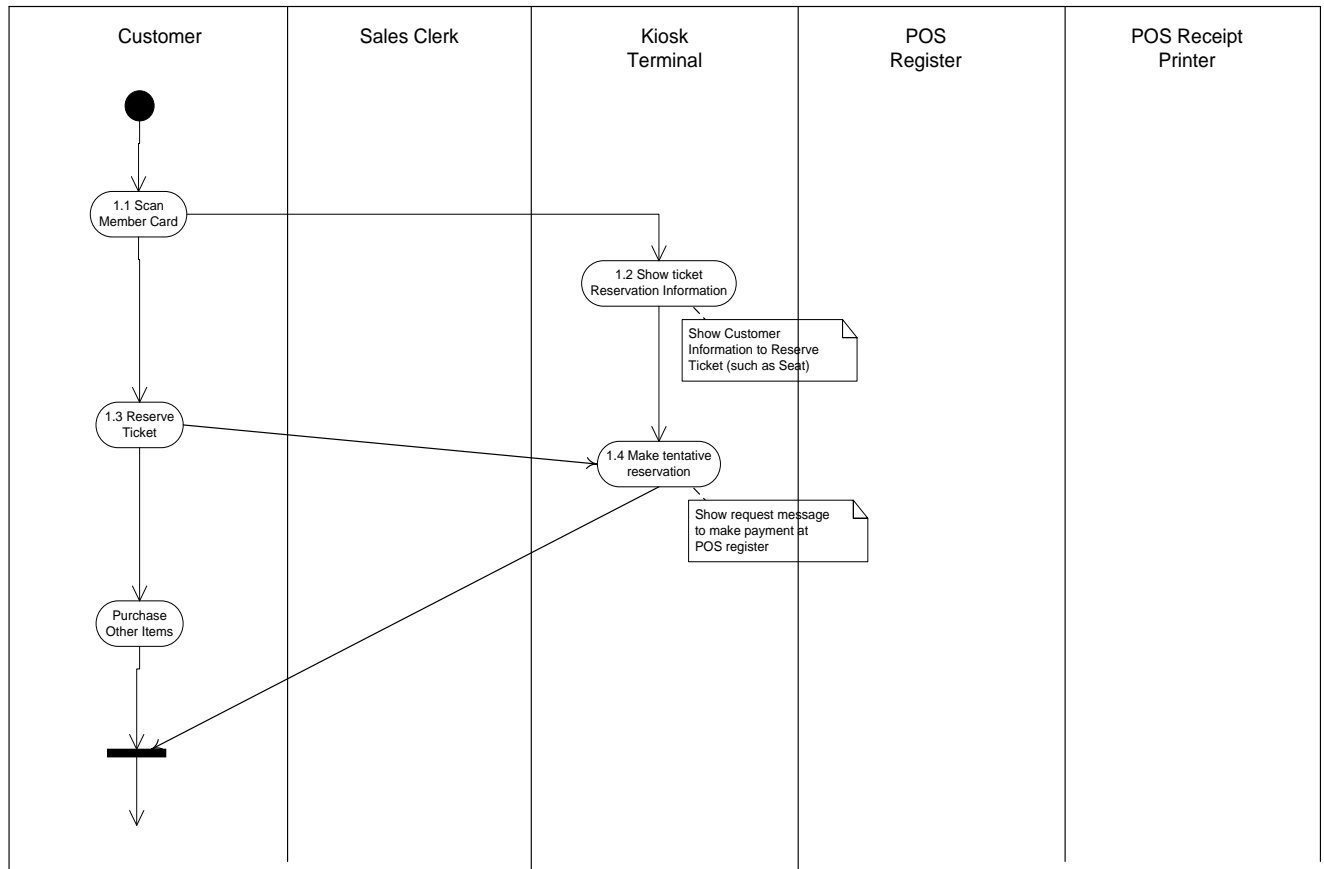 Customer
Sales Clerk
Kiosk
Terminal
POS
Register
POS Receipt
Printer
1.1 Scan
Member Card
1.2 Show ticket
Reservation Information
Show Customer
Information to Reserve
Ticket (such as Seat)
1.3 Reserve
Ticket
1.4 Make tentative
reservation
Show request message
to make payment at
POS register
Purchase
Other Items